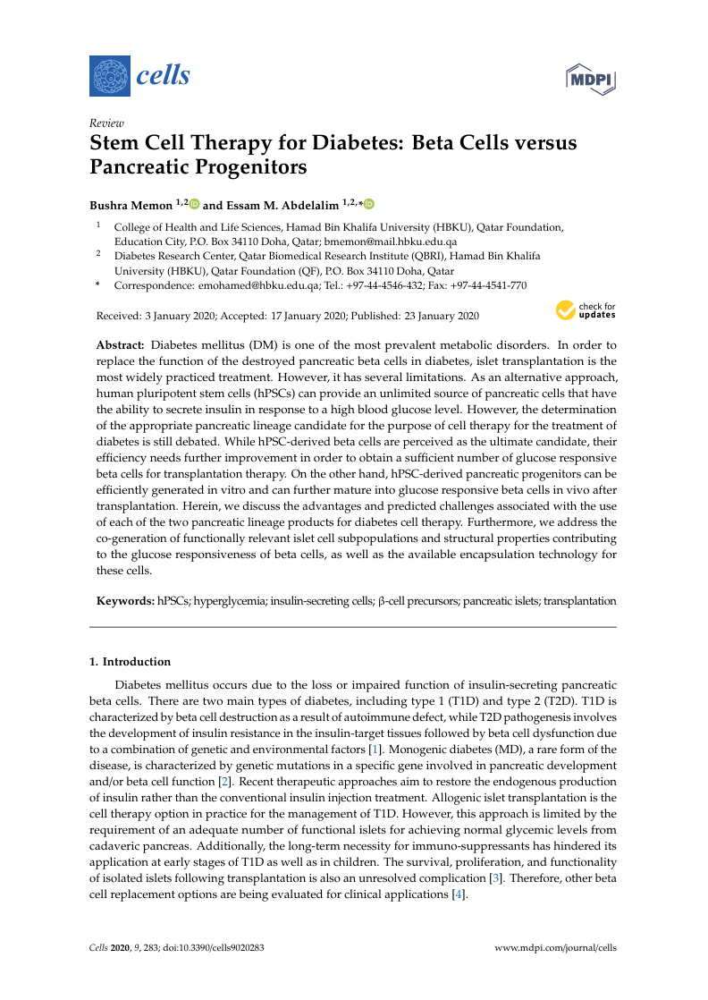 cells
MDPI
Review
Stem Cell Therapy for Diabetes: Beta Cells versus
Pancreatic Progenitors
Bushra Memon 1,2 iD and Essam M. Abdelalim 1,2,* iD
1 College of Health and Life Sciences, Hamad Bin Khalifa University (HBKU), Qatar Foundation,
Education City, P.O. Box 34110 Doha, Qatar; bmemon@mail.hbku.edu.qa
2 Diabetes Research Center, Qatar Biomedical Research Institute (QBRI), Hamad Bin Khalifa
University (HBKU), Qatar Foundation (QF), P.O. Box 34110 Doha, Qatar
* Correspondence: emohamed@hbku.edu.qa; Tel.: +97-44-4546-432; Fax: +97-44-4541-770
check for
updates
Received: 3 January 2020; Accepted: 17 January 2020; Published: 23 January 2020
Abstract: Diabetes mellitus (DM) is one of the most prevalent metabolic disorders. In order to
replace the function of the destroyed pancreatic beta cells in diabetes, islet transplantation is the
most widely practiced treatment. However, it has several limitations. As an alternative approach,
human pluripotent stem cells (hPSCs) can provide an unlimited source of pancreatic cells that have
the ability to secrete insulin in response to a high blood glucose level. However, the determination
of the appropriate pancreatic lineage candidate for the purpose of cell therapy for the treatment of
diabetes is still debated. While hPSC-derived beta cells are perceived as the ultimate candidate, their
efficiency needs further improvement in order to obtain a sufficient number of glucose responsive
beta cells for transplantation therapy. On the other hand, hPSC-derived pancreatic progenitors can be
efficiently generated in vitro and can further mature into glucose responsive beta cells in vivo after
transplantation. Herein, we discuss the advantages and predicted challenges associated with the use
of each of the two pancreatic lineage products for diabetes cell therapy. Furthermore, we address the
co-generation of functionally relevant islet cell subpopulations and structural properties contributing
to the glucose responsiveness of beta cells, as well as the available encapsulation technology for
these cells.
Keywords: hPSCs; hyperglycemia; insulin-secreting cells; β-cell precursors; pancreatic islets; transplantation
1. Introduction
Diabetes mellitus occurs due to the loss or impaired function of insulin-secreting pancreatic
beta cells. There are two main types of diabetes, including type 1 (T1D) and type 2 (T2D). T1D is
characterized by beta cell destruction as a result of autoimmune defect, while T2D pathogenesis involves
the development of insulin resistance in the insulin-target tissues followed by beta cell dysfunction due
to a combination of genetic and environmental factors [1]. Monogenic diabetes (MD), a rare form of the
disease, is characterized by genetic mutations in a specific gene involved in pancreatic development
and/or beta cell function [2]. Recent therapeutic approaches aim to restore the endogenous production
of insulin rather than the conventional insulin injection treatment. Allogenic islet transplantation is the
cell therapy option in practice for the management of T1D. However, this approach is limited by the
requirement of an adequate number of functional islets for achieving normal glycemic levels from
cadaveric pancreas. Additionally, the long-term necessity for immuno-suppressants has hindered its
application at early stages of T1D as well as in children. The survival, proliferation, and functionality
of isolated islets following transplantation is also an unresolved complication [3]. Therefore, other beta
cell replacement options are being evaluated for clinical applications [4].
Cells 2020, 9, 283; doi:10.3390/cells9020283
www.mdpi.com/journal/cells